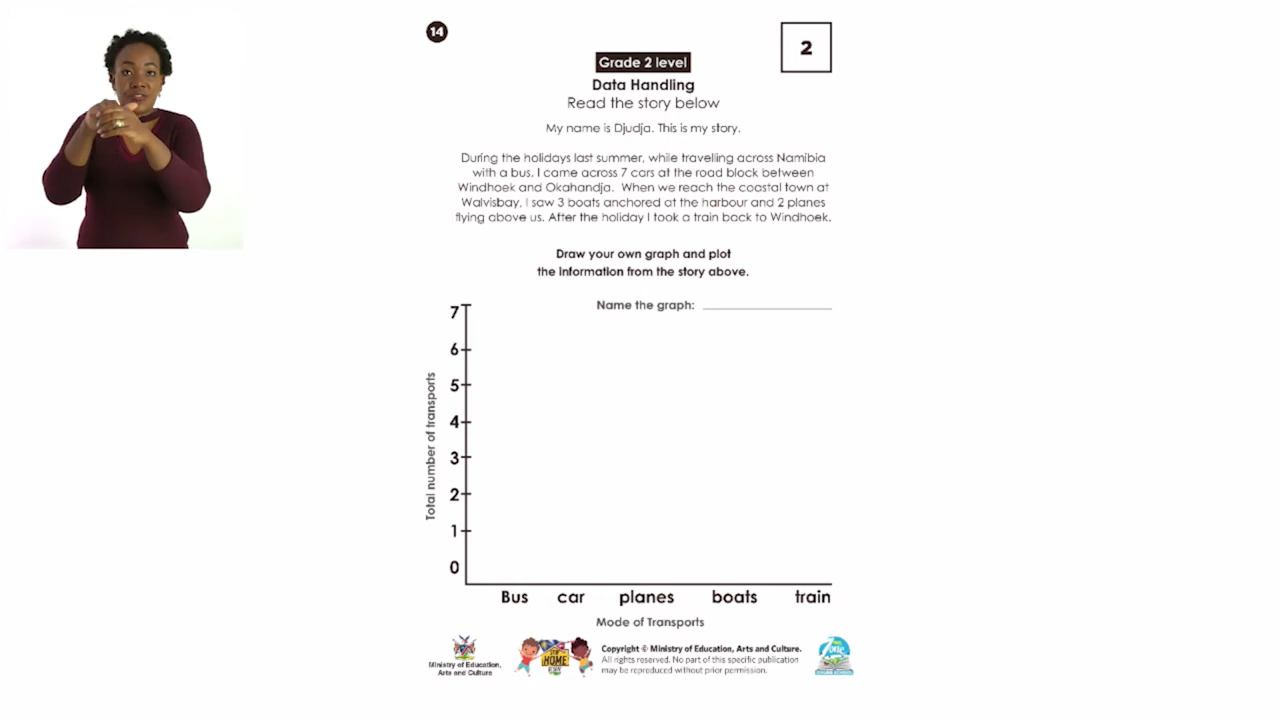 14
2
Grade 2 level
Data Handling
Read the story below
My name is Djudja. This is my story.
During the holidays last summer, while travelling across Namibia
with a bus, I came across 7 cars at the road block between
Windhoek and Okahandja. When we reach the coastal town at
Walvisbay, I saw 3 boats anchored at the harbour and 2 planes
flying above us. After the holiday I took a train back to Windhoek.
Draw your own graph and plot
the information from the story above.
Name the graph:
Total number of transports
7
6
5
4
3
2
1
0
Bus car planes boats train
Mode of Transports
Ministry of Education,
Arts and Culture
STAY
HOME
Copyright © Ministry of Education, Arts and Culture.
All rights reserved. No part of this specific publication
may be reproduced without prior permission.
Zone